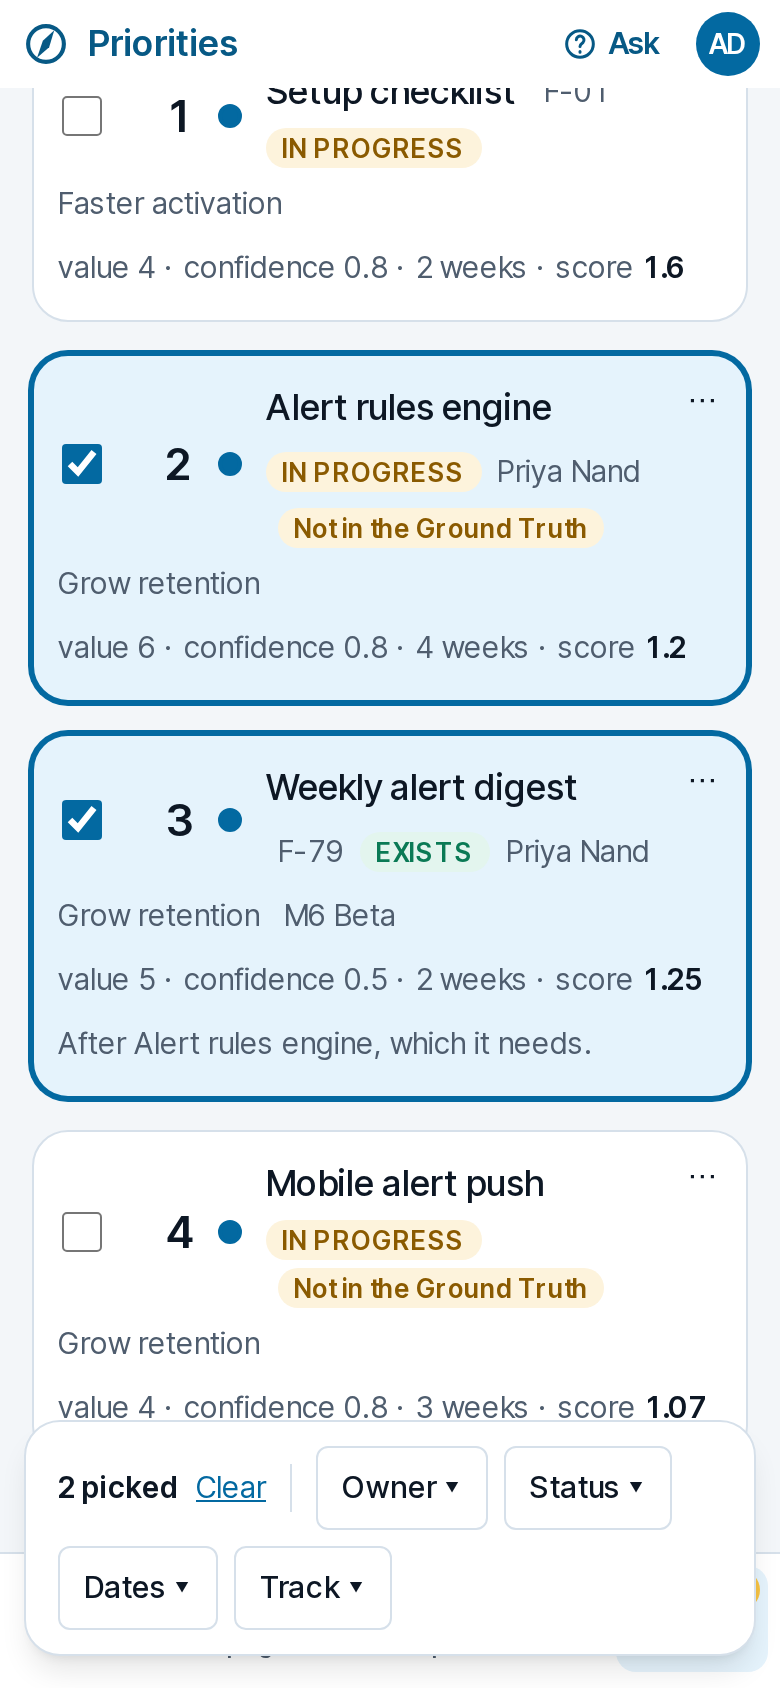 Priorities
Ask
AD
1
Setup checklist F-01
IN PROGRESS
Faster activation
value 4 · confidence 0.8 · 2 weeks · score 1.6
Alert rules engine
...
2
IN PROGRESS Priya Nand
Not in the Ground Truth
Grow retention
value 6 · confidence 0.8 · 4 weeks · score 1.2
Weekly alert digest
...
3
F-79 EXISTS Priya Nand
Grow retention M6 Beta
value 5 · confidence 0.5 · 2 weeks · score 1.25
After Alert rules engine, which it needs.
Mobile alert push
...
4
IN PROGRESS
Not in the Ground Truth
Grow retention
value 4 · confidence 0.8 · 3 weeks · score 1.07
2 picked Clear Owner ▾ Status ▾
Dates ▾ Track ▾